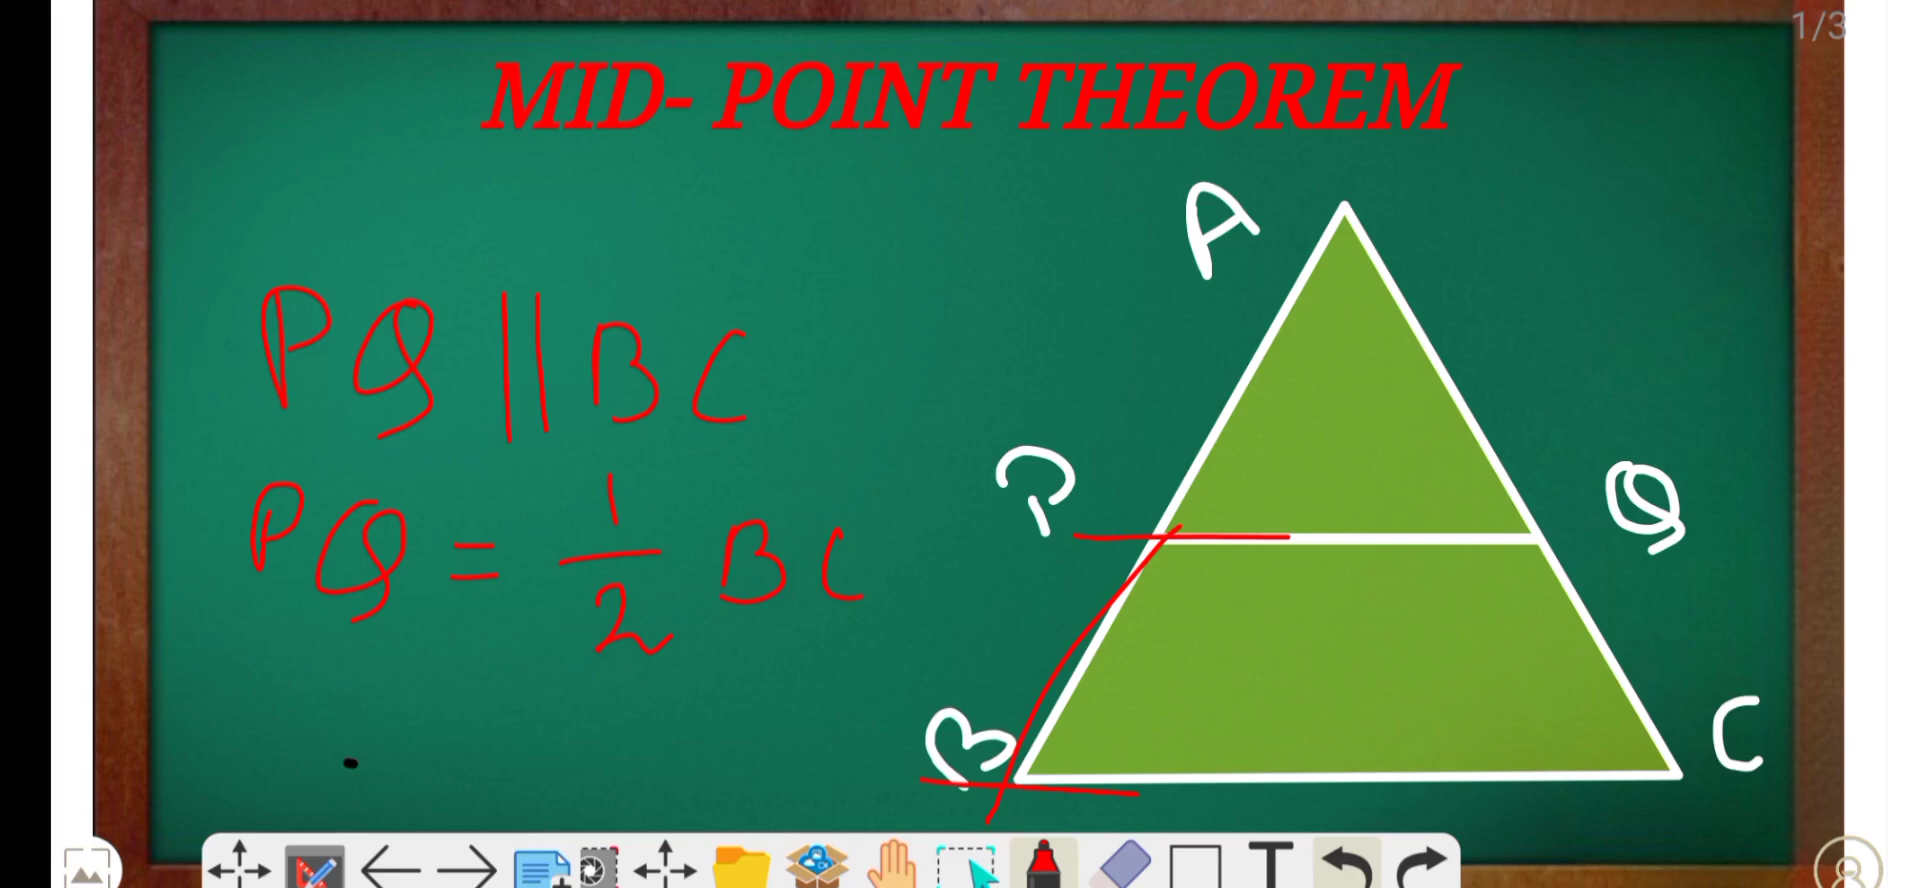 1/3
MID- POINT THEOREM
A
PQ || BC
P
Q
PQ = 1/2 BC
B
C
T